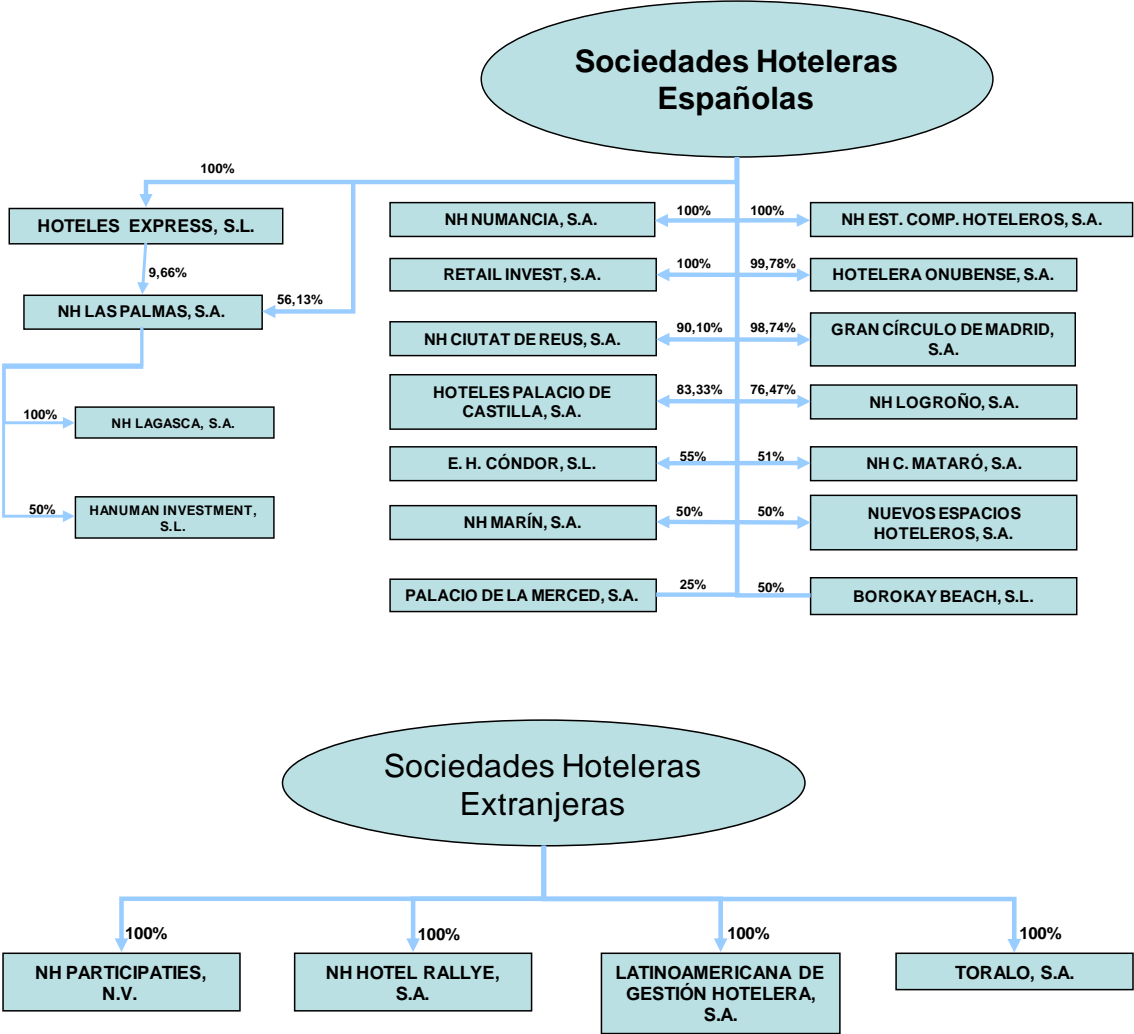 Sociedades Hoteleras
Españolas
100%
HOTELES EXPRESS, S.L.
9,66%
NH LAS PALMAS, S.A.
56,13%
100%
NH LAGASCA, S.A.
50%
HANUMAN INVESTMENT,
S.L.
NH NUMANCIA, S.A.
100%
100%
NH EST. COMP. HOTELEROS, S.A.
RETAIL INVEST, S.A.
100%
99,78%
HOTELERA ONUBENSE, S.A.
NH CIUTAT DE REUS, S.A.
90,10%
98,74%
GRAN CÍRCULO DE MADRID,
S.A.
HOTELES PALACIO DE
CASTILLA, S.A.
83,33%
76,47%
NH LOGROÑO, S.A.
E. H. CÓNDOR, S.L.
55%
51%
NH C. MATARÓ, S.A.
NH MARÍN, S.A.
50%
50%
NUEVOS ESPACIOS
HOTELEROS, S.A.
PALACIO DE LA MERCED, S.A.
25%
50%
BOROKAY BEACH, S.L.
Sociedades Hoteleras
Extranjeras
100%
NH PARTICIPATIES,
N.V.
100%
NH HOTEL RALLYE,
S.A.
100%
LATINOAMERICANA DE
GESTIÓN HOTELERA,
S.A.
100%
TORALO, S.A.